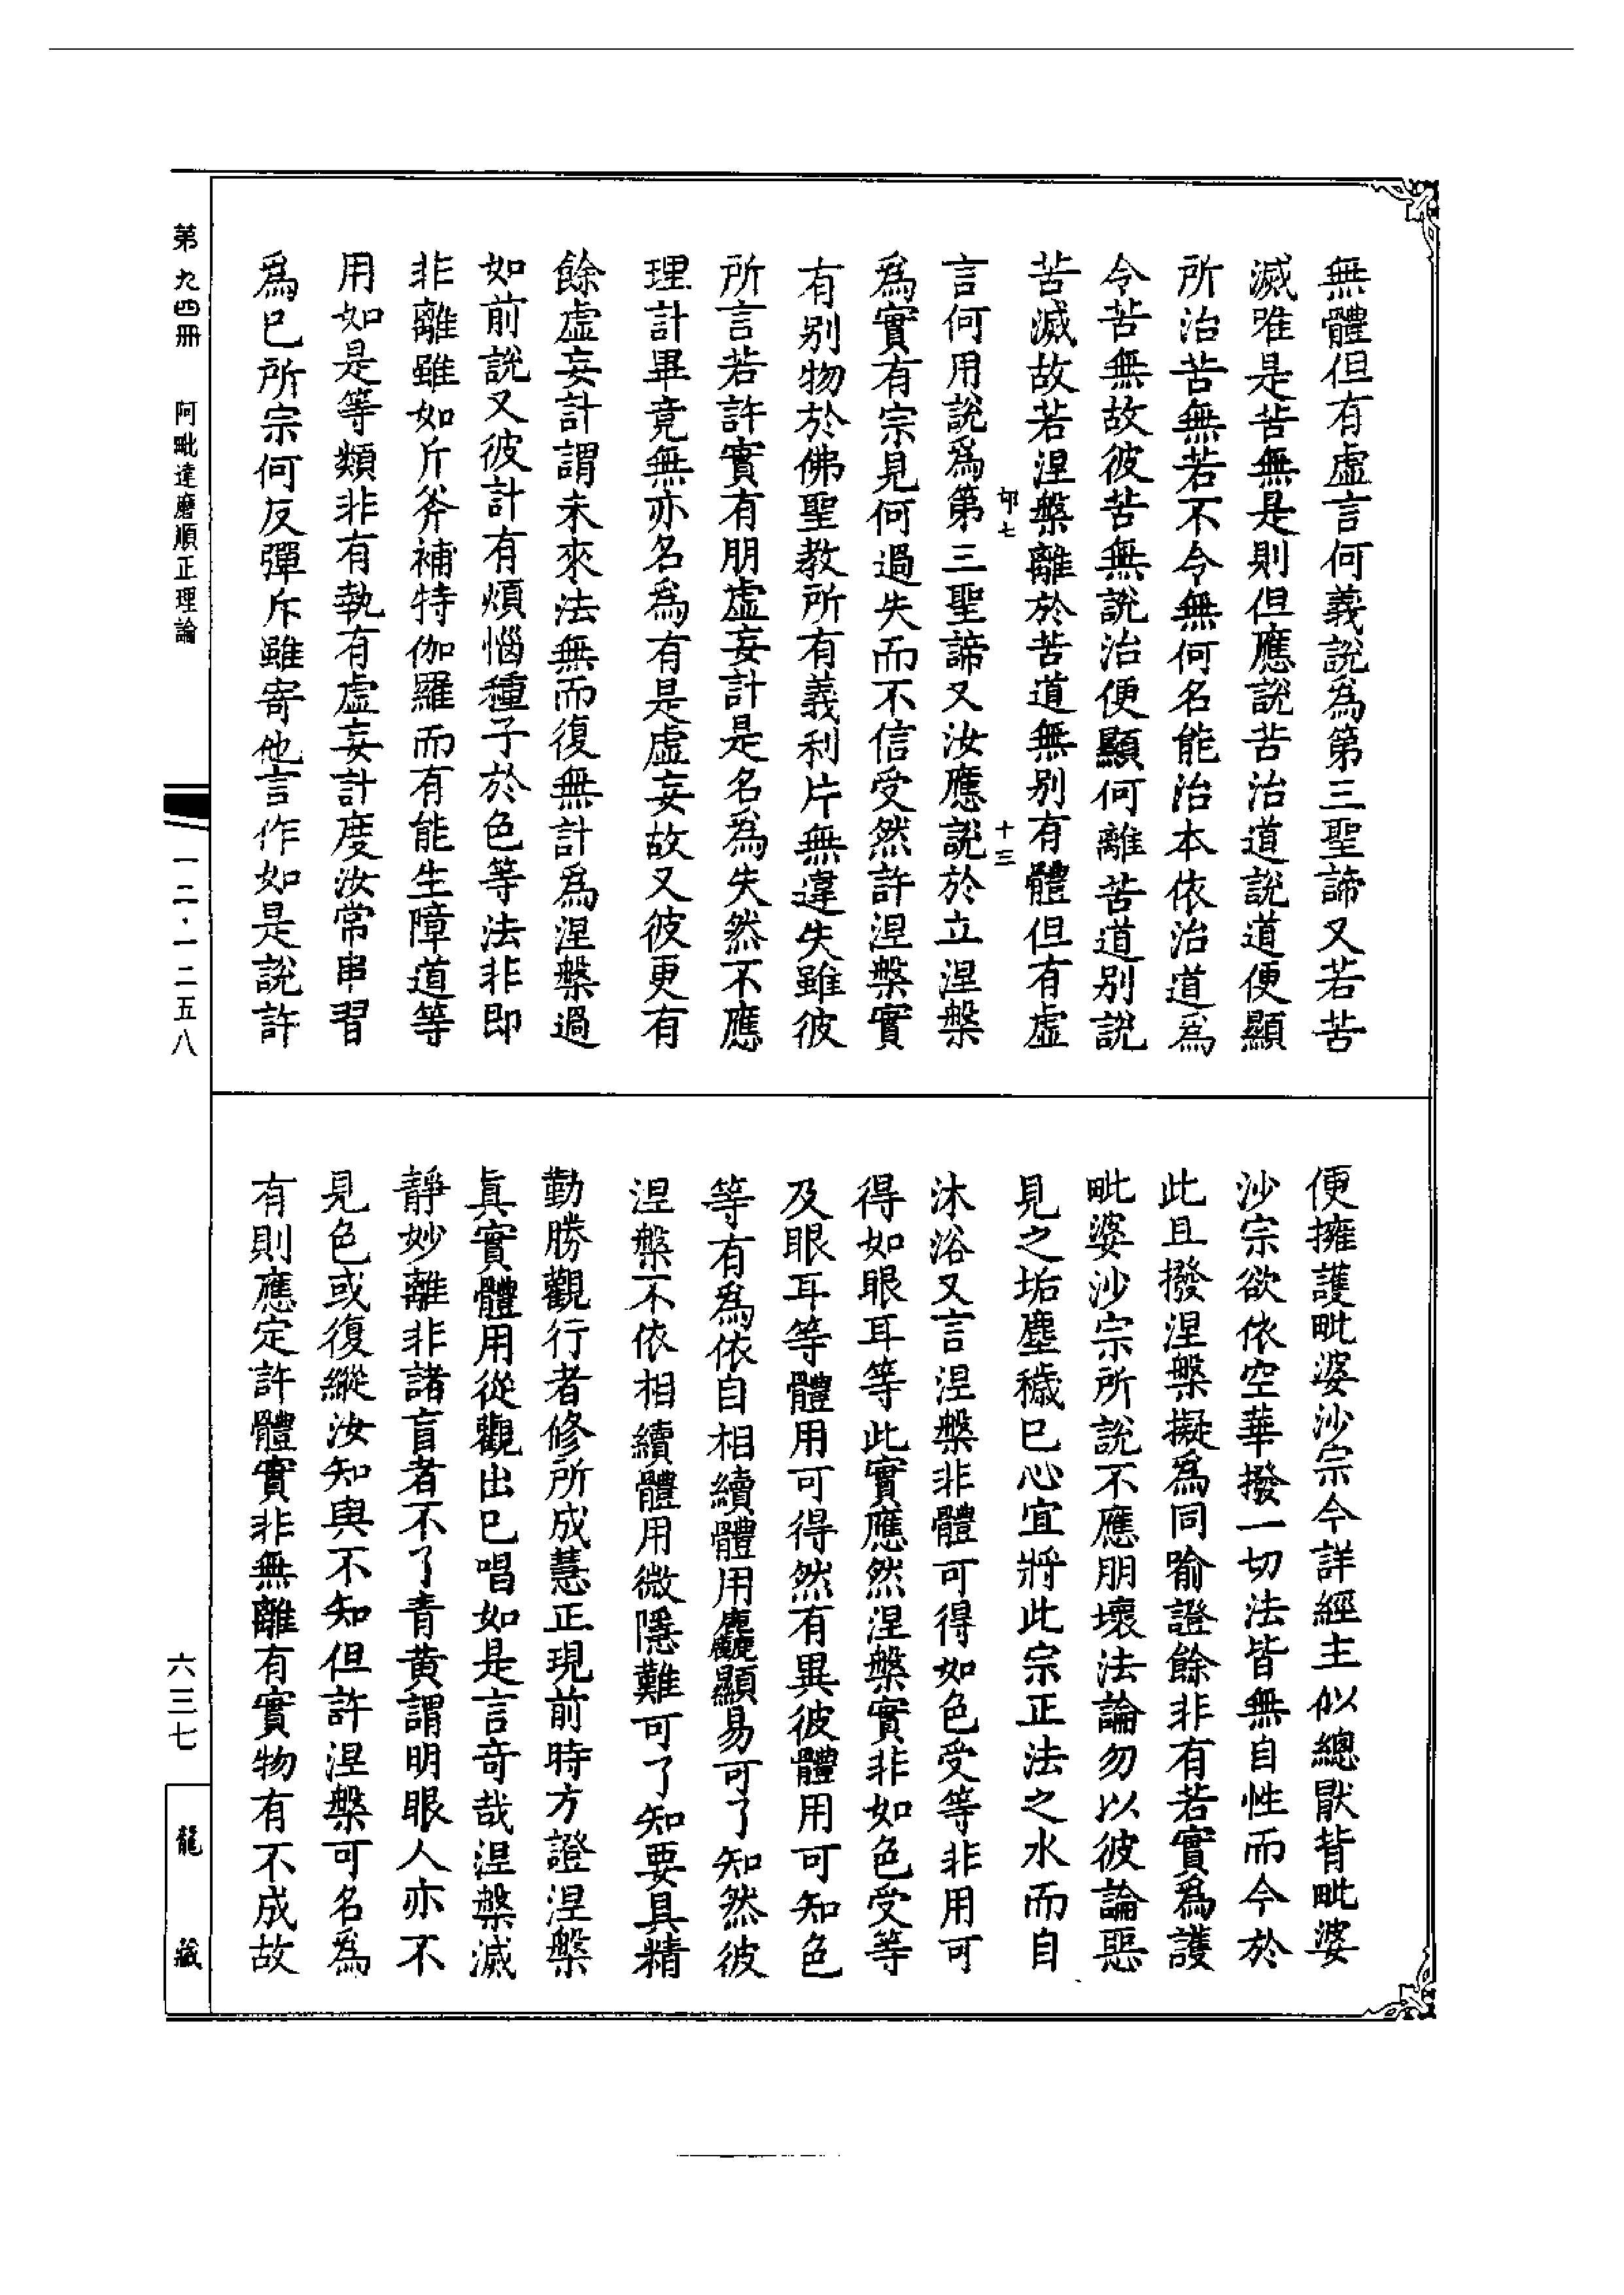 無體但有虛言何義說爲第三聖諦又若苦
滅唯是苦無是則但應說苦治道說道便顯
所治苦無若不令無何名能治本依治道爲
令苦無故彼苦無說治便顯何離苦道別說
苦滅故若涅槃離於苦道無別有體但有虛
十三
言何用說爲第三聖諦又汝應說於立涅槃
爲實有宗見何過失而不信受然許涅槃實
有別物於佛聖教所有義利片無違失雖彼
所言若許實有朋虛妄計是名爲失然不應
理計畢竟無亦名爲有是虛妄故又彼更有
餘虛妄計謂未來法無而復無計爲涅槃過
如前說又彼計有煩惱種子於色等法非即
非離雖如斤斧補特伽羅而有能生障道等
用如是等類非有執有虛妄計度汝常串習
爲已所宗何反彈斥雖寄他言作如是說許
便擁護毗婆沙宗今詳經主似總厭背毗婆
沙宗欲依空華撥一切法皆無自性而今於
此且撥涅槃擬爲同喻證餘非有若實爲護
毗婆沙宗所說不應朋壞法論勿以彼論惡
見之垢塵穢已心宜將此宗正法之水而自
沐浴又言涅槃非體可得如色受等非用可
得如眼耳等此實應然涅槃實非如色受等
及眼耳等體用可得然有異彼體用可知色
等有爲依自相續體用麤顯易可了知然彼
涅槃不依相續體用微隱難可了知要具精
勤勝觀行者修所成慧正現前時方證涅槃
真實體用從觀出已唱如是言奇哉涅槃滅
靜妙離非諸盲者不了青黃謂明眼人亦不
見色或復縱汝知與不知但許涅槃可名爲
有則應定許體實非無離有實物有不成故
第九四冊 阿毗達磨順正理論
一二·一二五八
六三七
龍藏